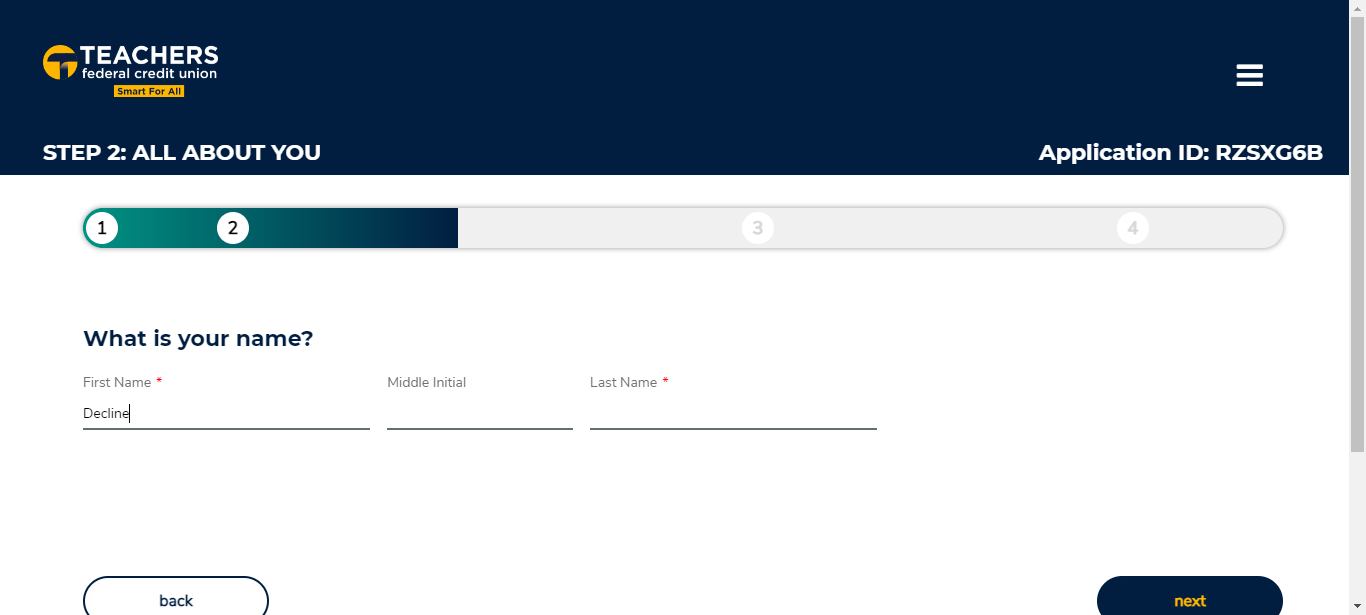 TEACHERS
federal credit union
Smart For All
STEP 2: ALL ABOUT YOU
Application ID: RZSXG6B
1 2 3 4
What is your name?
First Name * Middle Initial Last Name *
Decline
back next